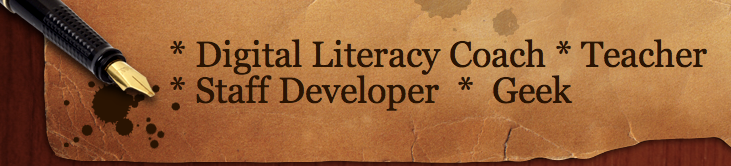 * Digital Literacy Coach * Teacher
* Staff Developer * Geek